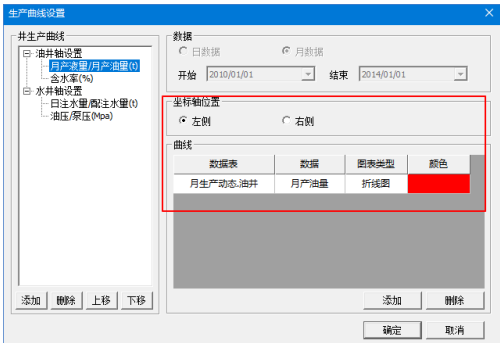 生产曲线设置
井生产曲线
油井轴设置
月产液量/月产油量(t)
含水率(%)
水井轴设置
日注水量/配注水量(t)
油压/泵压(Mpa)
添加 删除 上移 下移
数据
日数据 月数据
开始 2010/01/01 结束 2014/01/01
坐标轴位置
左侧 右侧
曲线
数据表 数据 图表类型 颜色
月生产动态.油井 月产油量 折线图
添加 删除
确定 取消